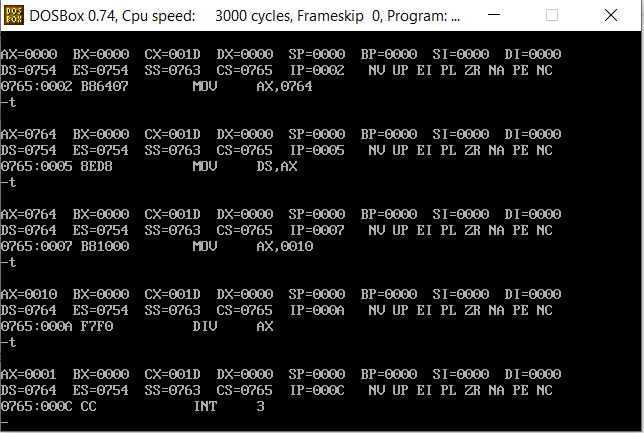 DOS BOX DOSBox 0.74, Cpu speed: 3000 cycles, Frameskip 0, Program: ...
AX=0000 BX=0000 CX=001D DX=0000 SP=0000 BP=0000 SI=0000 DI=0000
DS=0754 ES=0754 SS=0763 CS=0765 IP=0002 NV UP EI PL ZR NA PE NC
0765:0002 B86407 MOV AX,0764
-t
AX=0764 BX=0000 CX=001D DX=0000 SP=0000 BP=0000 SI=0000 DI=0000
DS=0754 ES=0754 SS=0763 CS=0765 IP=0005 NV UP EI PL ZR NA PE NC
0765:0005 8ED8 MOV DS,AX
-t
AX=0764 BX=0000 CX=001D DX=0000 SP=0000 BP=0000 SI=0000 DI=0000
DS=0764 ES=0754 SS=0763 CS=0765 IP=0007 NV UP EI PL ZR NA PE NC
0765:0007 B81000 MOV AX,0010
-t
AX=0010 BX=0000 CX=001D DX=0000 SP=0000 BP=0000 SI=0000 DI=0000
DS=0764 ES=0754 SS=0763 CS=0765 IP=000A NV UP EI PL ZR NA PE NC
0765:000A F7F0 DIV AX
-t
AX=0001 BX=0000 CX=001D DX=0000 SP=0000 BP=0000 SI=0000 DI=0000
DS=0764 ES=0754 SS=0763 CS=0765 IP=000C NV UP EI PL ZR NA PE NC
0765:000C CC INT 3
-